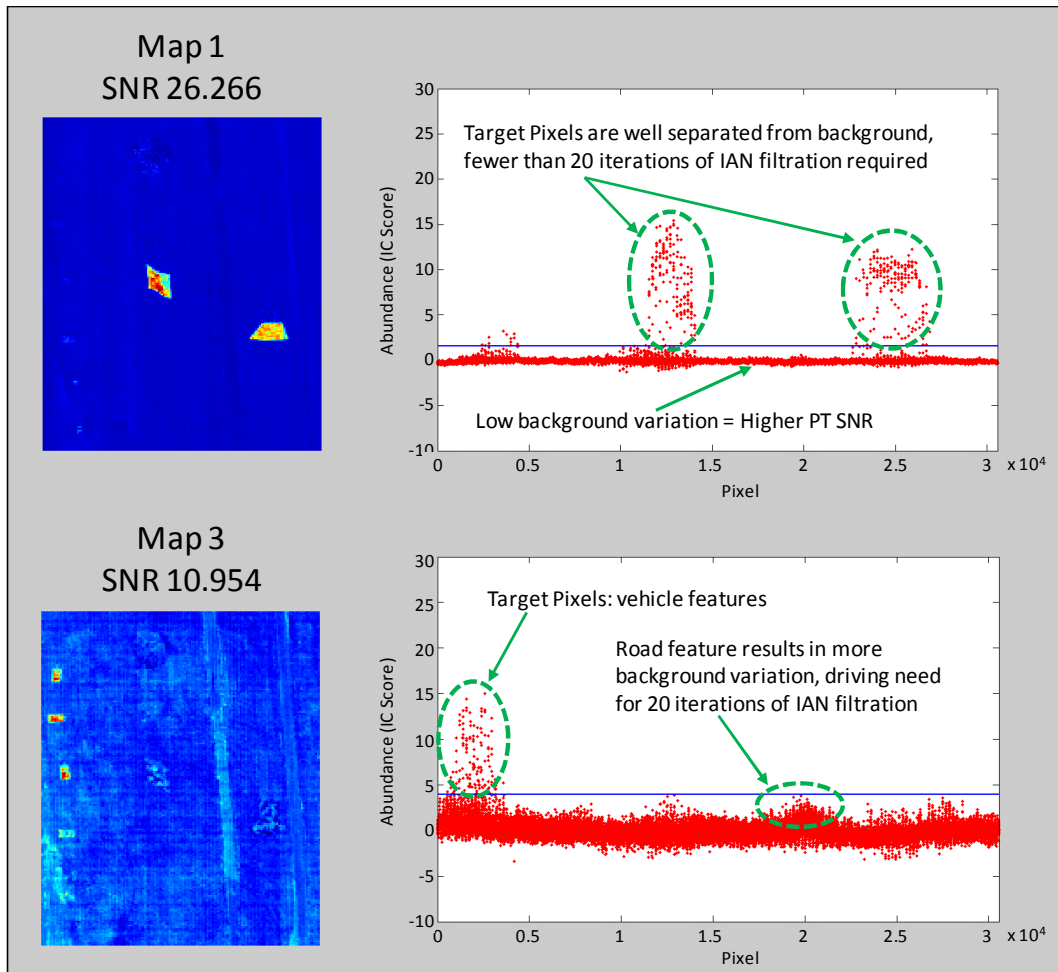 Map 1
SNR 26.266
30
25
20
15
10
5
0
-5
-10
Abundance (IC Score)
Target Pixels are well separated from background,
fewer than 20 iterations of IAN filtration required
Low background variation = Higher PT SNR
0 0.5 1 1.5 2 2.5 3 x 10⁴
Pixel
Map 3
SNR 10.954
30
25
20
15
10
5
0
-5
-10
Abundance (IC Score)
Target Pixels: vehicle features
Road feature results in more
background variation, driving need
for 20 iterations of IAN filtration
0 0.5 1 1.5 2 2.5 3 x 10⁴
Pixel